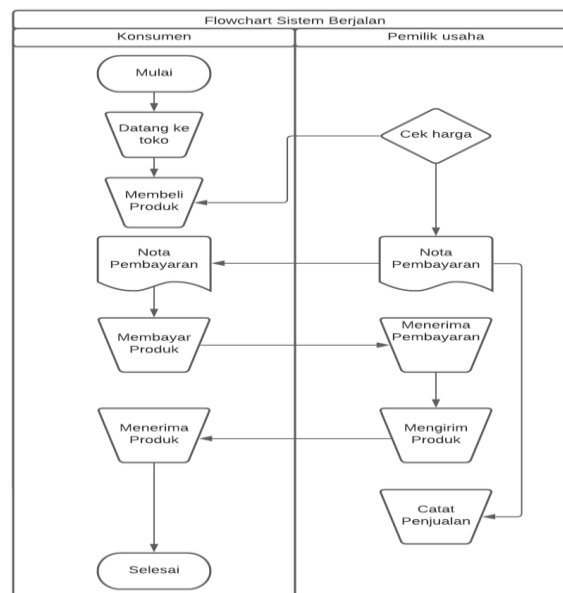 Flowchart Sistem Berjalan
Konsumen
Pemilik usaha
Mulai
Datang ke
toko
Cek harga
Membeli
Produk
Nota
Pembayaran
Nota
Pembayaran
Membayar
Produk
Menerima
Pembayaran
Menerima
Produk
Mengirim
Produk
Catat
Penjualan
Selesai